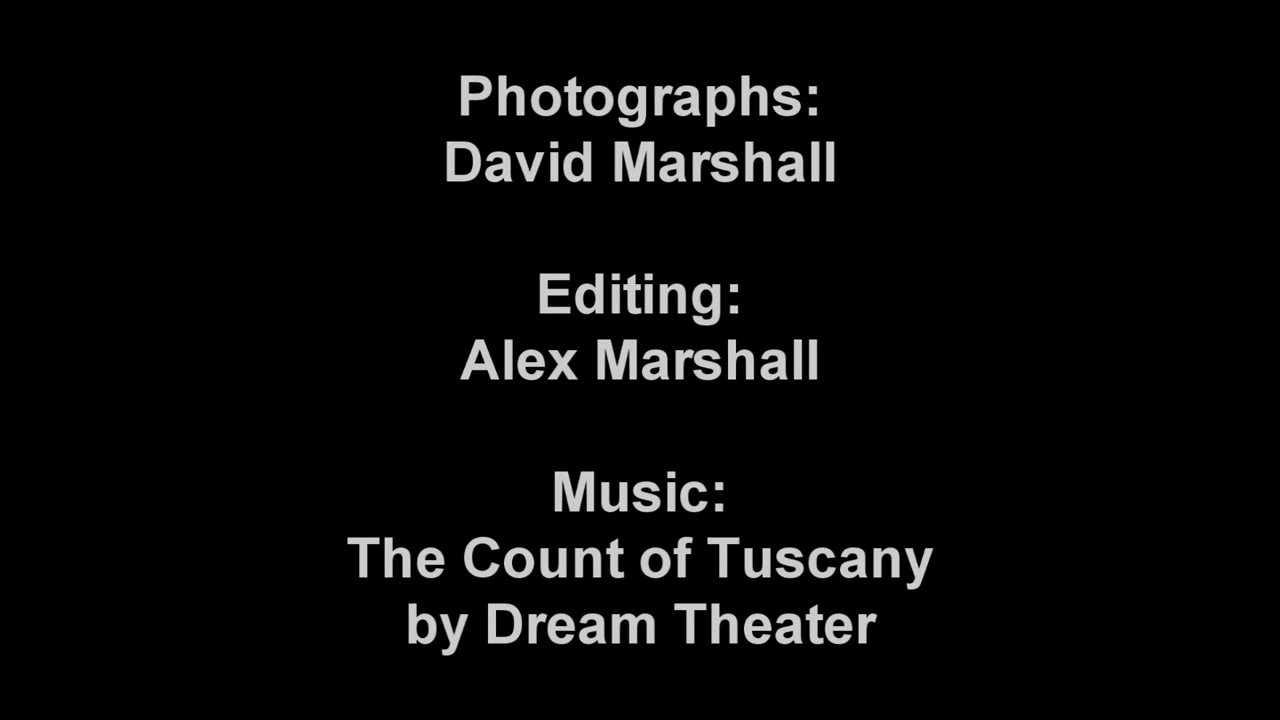 Photographs:
David Marshall
Editing:
Alex Marshall
Music:
The Count of Tuscany
by Dream Theater